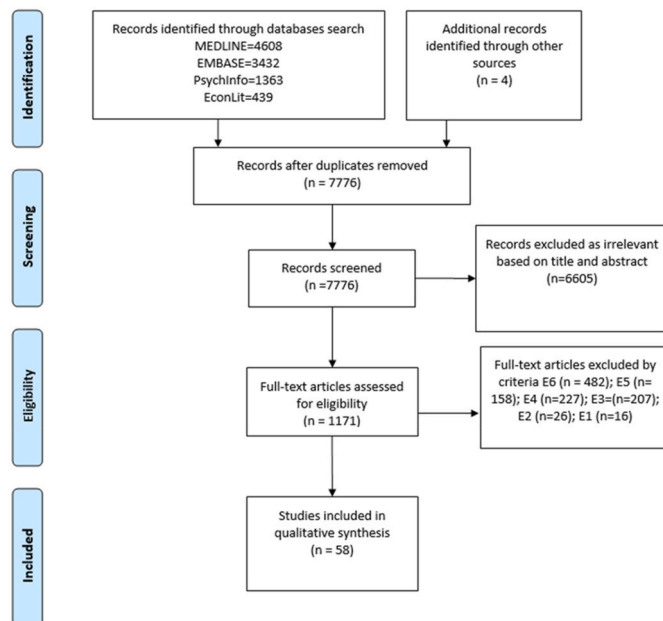 Identification
Records identified through databases search
MEDLINE=4608
EMBASE=3432
PsychInfo=1363
EconLit=439
Additional records
identified through other
sources
(n = 4)
Records after duplicates removed
(n = 7776)
Screening
Records screened
(n =7776)
Records excluded as irrelevant
based on title and abstract
(n=6605)
Eligibility
Full-text articles assessed
for eligibility
(n = 1171)
Full-text articles excluded by
criteria E6 (n = 482); E5 (n=
158); E4 (n=227); E3=(n=207);
E2 (n=26); E1 (n=16)
Included
Studies included in
qualitative synthesis
(n = 58)